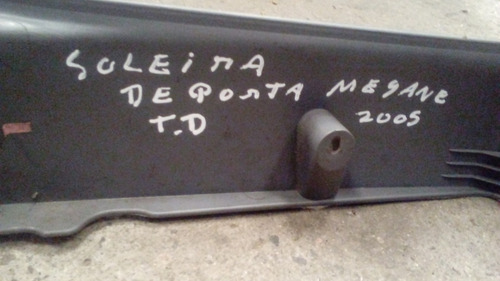 SOLEIRA
DE PORTA MEGANE
T.D 2005